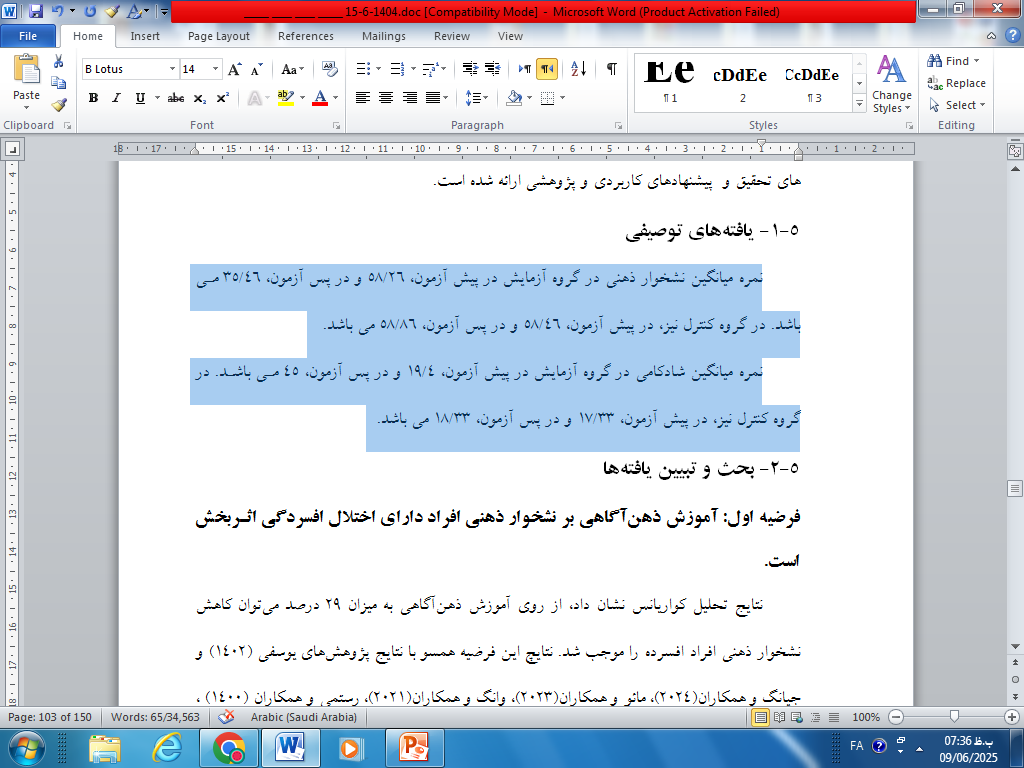 15-6-1404.doc [Compatibility Mode] - Microsoft Word (Product Activation Failed)
File Home Insert Page Layout References Mailings Review View
Paste
B Lotus 14
Clipboard Font Paragraph Styles Editing
¶ 1 2 ¶ 3
Change Styles
Find
Replace
Select
های تحقیق و پیشنهادهای کاربردی و پژوهشی ارائه شده است.
۵-۱- یافته‌های توصیفی
نمره میانگین نشخوار ذهنی در گروه آزمایش در پیش آزمون، ۵۸/۲۶ و در پس آزمون، ۳۵/۴۶ مـی
باشد. در گروه کنترل نیز، در پیش آزمون، ۵۸/۴۶ و در پس آزمون، ۵۸/۸۶ می باشد.
نمره میانگین شادکامی در گروه آزمایش در پیش آزمون، ۱۹/۴ و در پس آزمون، ۴۵ مـی باشـد. در
گروه کنترل نیز، در پیش آزمون، ۱۷/۳۳ و در پس آزمون، ۱۸/۳۳ می باشد.
۵-۲- بحث و تبیین یافته‌ها
فرضیه اول: آموزش ذهن‌آگاهی بر نشخوار ذهنی افراد دارای اختلال افسردگی اثـربخش
است.
نتایج تحلیل کواریانس نشان داد، از روی آموزش ذهن‌آگاهی به میزان ۲۹ درصد می‌توان کاهش
نشخوار ذهنی افراد افسرده را موجب شد. نتایج این فرضیه همسو با نتایج پژوهش‌های یوسفی (۱۴۰۲) و
جیانگ و همکاران(۲۰۲۴)، مائو و همکاران(۲۰۲۳)، وانگ و همکاران(۲۰۲۱)، رستمی و همکاران (۱۴۰۰) ،
Page: 103 of 150 Words: 65/34,563 Arabic (Saudi Arabia) 100%
FA
07:36 ب.ظ
09/06/2025